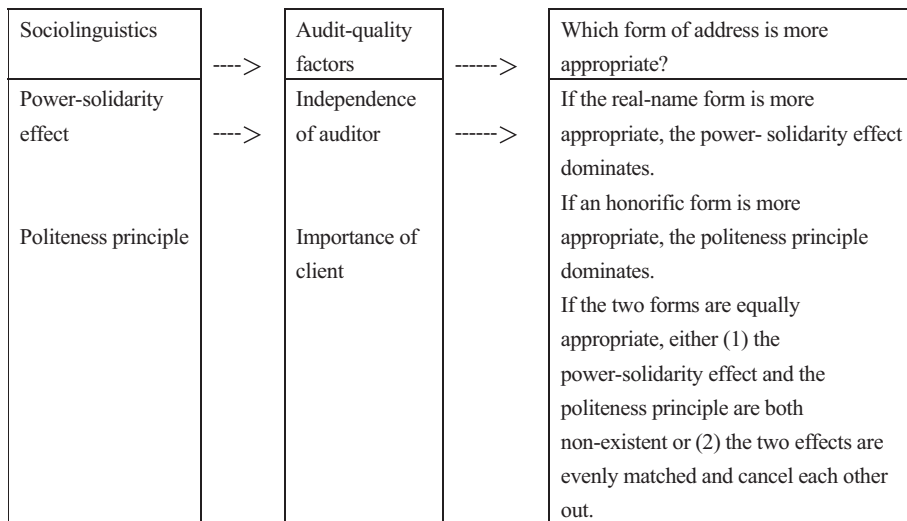 Sociolinguistics
---->
Audit-quality
factors
------>
Which form of address is more
appropriate?
Power-solidarity
effect
---->
Independence
of auditor
------>
If the real-name form is more
appropriate, the power- solidarity effect
dominates.
Politeness principle
Importance of
client
If an honorific form is more
appropriate, the politeness principle
dominates.
If the two forms are equally
appropriate, either (1) the
power-solidarity effect and the
politeness principle are both
non-existent or (2) the two effects are
evenly matched and cancel each other
out.